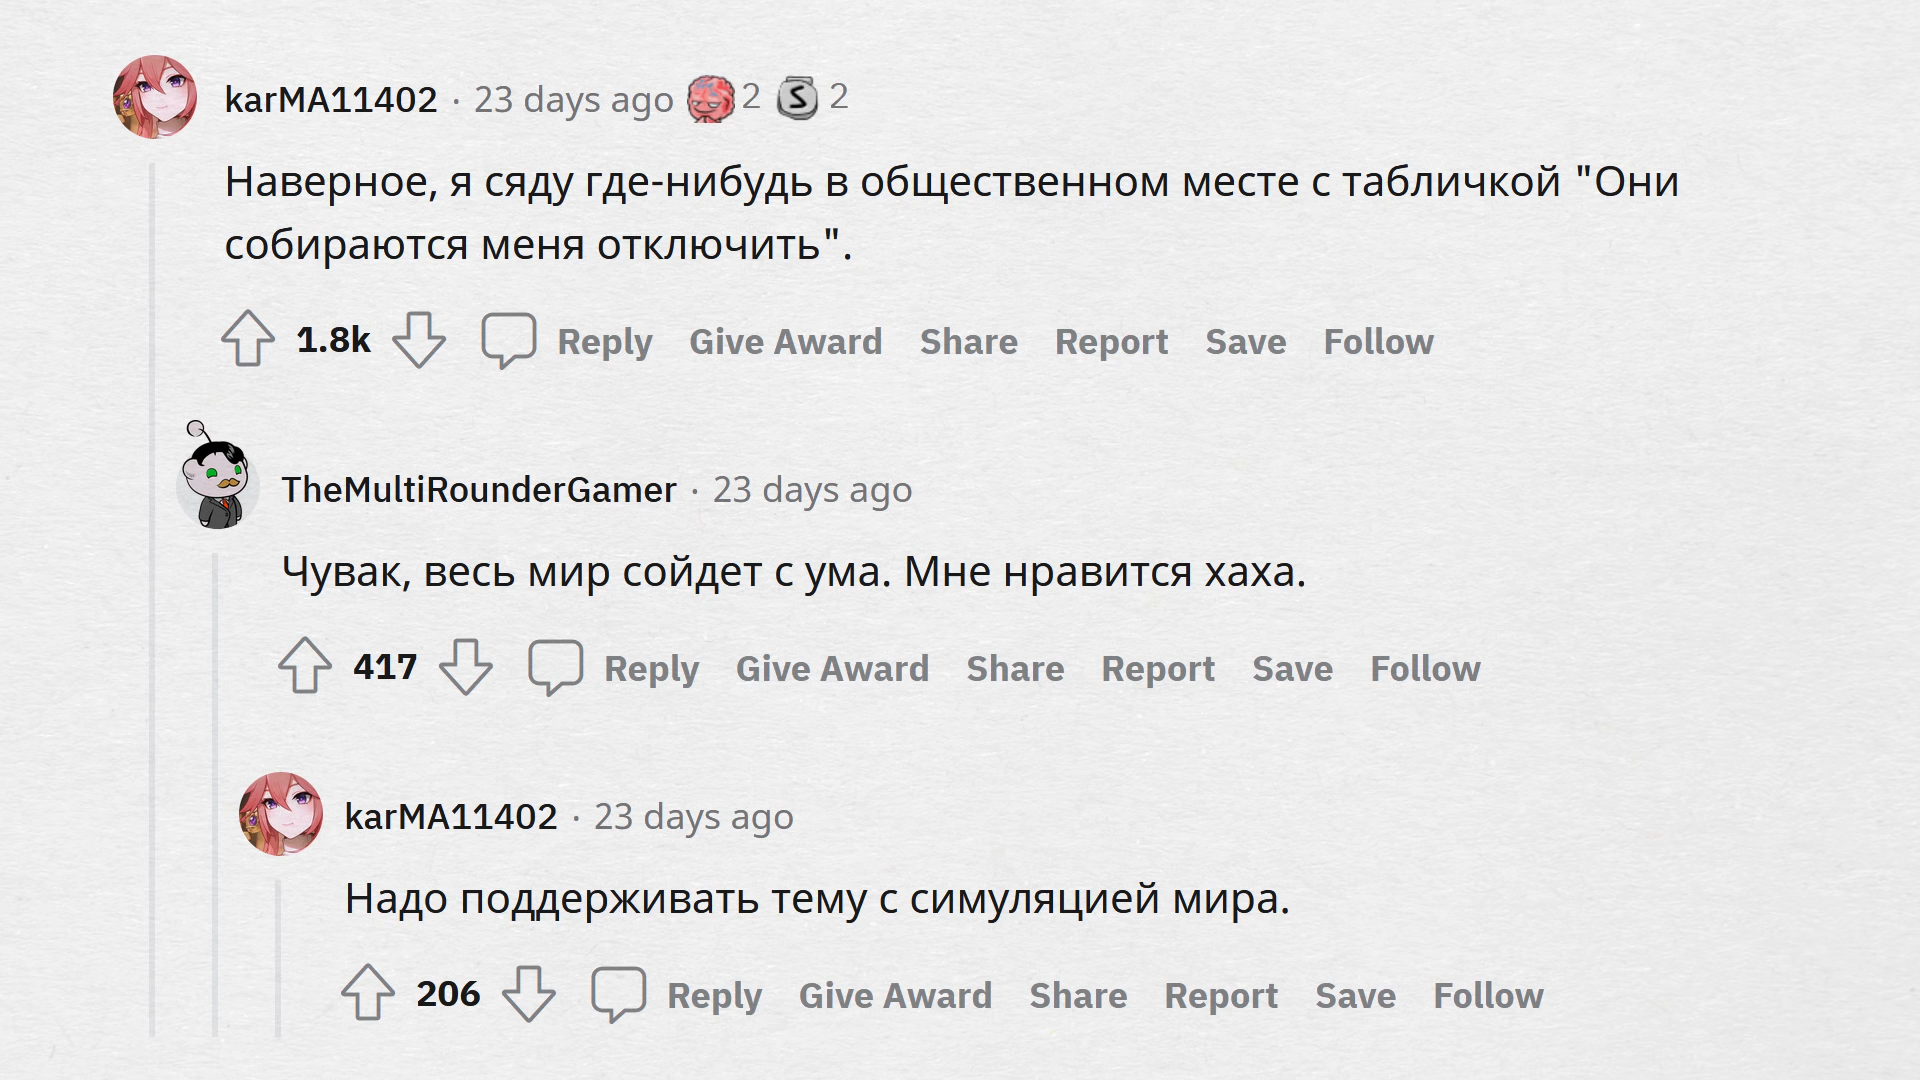 karMA11402 · 23 days ago 2 2
Наверное, я сяду где-нибудь в общественном месте с табличкой "Они
собираются меня отключить".
1.8k Reply Give Award Share Report Save Follow
TheMultiRounderGamer · 23 days ago
Чувак, весь мир сойдет с ума. Мне нравится хаха.
417 Reply Give Award Share Report Save Follow
karMA11402 · 23 days ago
Надо поддерживать тему с симуляцией мира.
206 Reply Give Award Share Report Save Follow